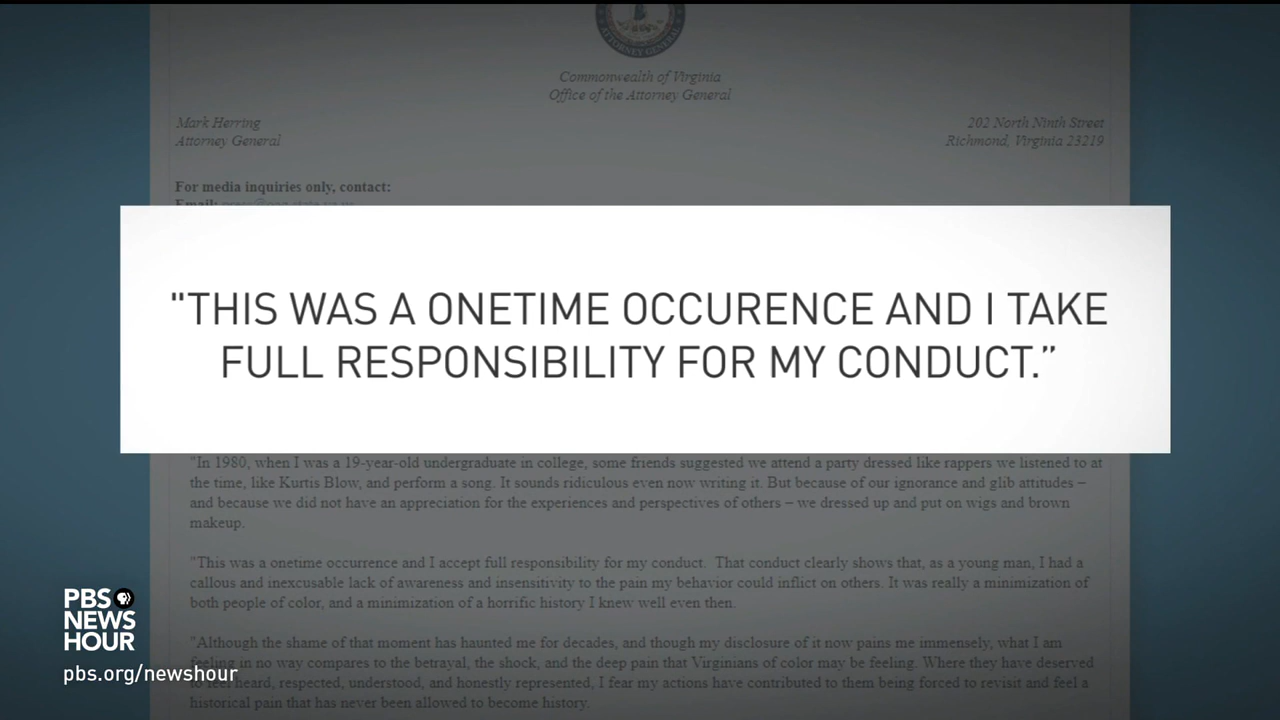 ATTORNEY GENERAL
Commonwealth of Virginia
Office of the Attorney General
Mark Herring
Attorney General
202 North Ninth Street
Richmond, Virginia 23219
For media inquiries only, contact:
Email:
"THIS WAS A ONETIME OCCURENCE AND I TAKE
FULL RESPONSIBILITY FOR MY CONDUCT.”
"In 1980, when I was a 19-year-old undergraduate in college, some friends suggested we attend a party dressed like rappers we listened to at
the time, like Kurtis Blow, and perform a song. It sounds ridiculous even now writing it. But because of our ignorance and glib attitudes –
and because we did not have an appreciation for the experiences and perspectives of others – we dressed up and put on wigs and brown
makeup.
"This was a onetime occurrence and I accept full responsibility for my conduct. That conduct clearly shows that, as a young man, I had a
callous and inexcusable lack of awareness and insensitivity to the pain my behavior could inflict on others. It was really a minimization of
both people of color, and a minimization of a horrific history I knew well even then.
"Although the shame of that moment has haunted me for decades, and though my disclosure of it now pains me immensely, what I am
feeling in no way compares to the betrayal, the shock, and the deep pain that Virginians of color may be feeling. Where they have deserved
to feel heard, respected, understood, and honestly represented, I fear my actions have contributed to them being forced to revisit and feel a
historical pain that has never been allowed to become history.
PBS
NEWS
HOUR
pbs.org/newshour